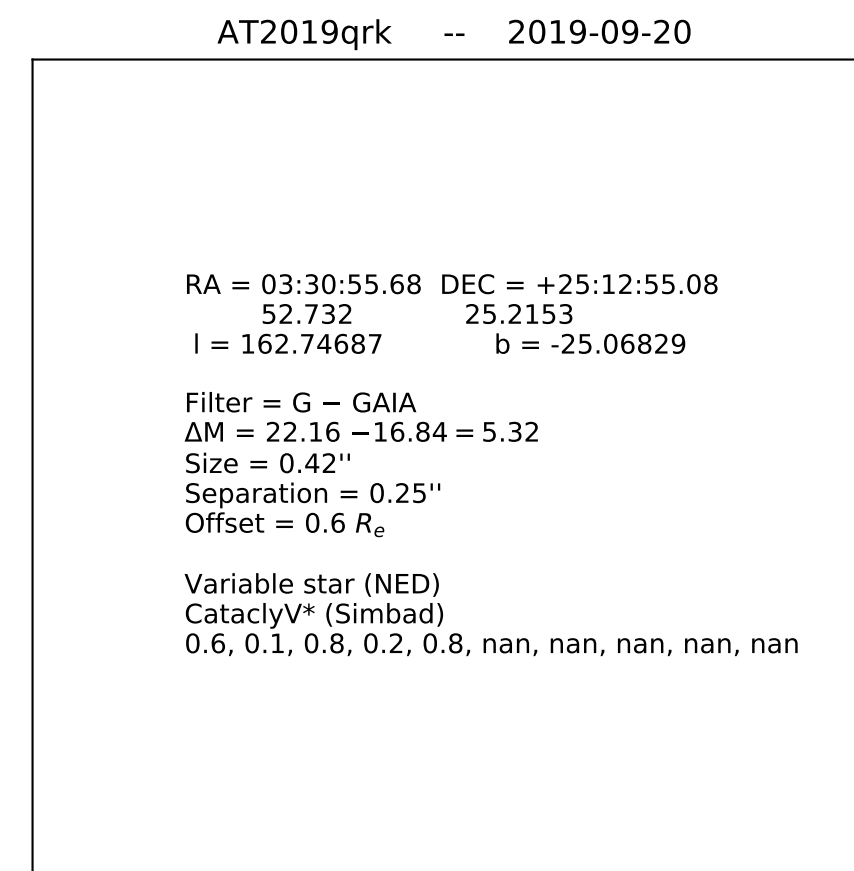 AT2019qrk -- 2019-09-20
RA = 03:30:55.68 DEC = +25:12:55.08
52.732 25.2153
l = 162.74687 b = -25.06829
Filter = G − GAIA
ΔM = 22.16 −16.84 = 5.32
Size = 0.42''
Separation = 0.25''
Offset = 0.6 Rₑ
Variable star (NED)
CataclyV* (Simbad)
0.6, 0.1, 0.8, 0.2, 0.8, nan, nan, nan, nan, nan